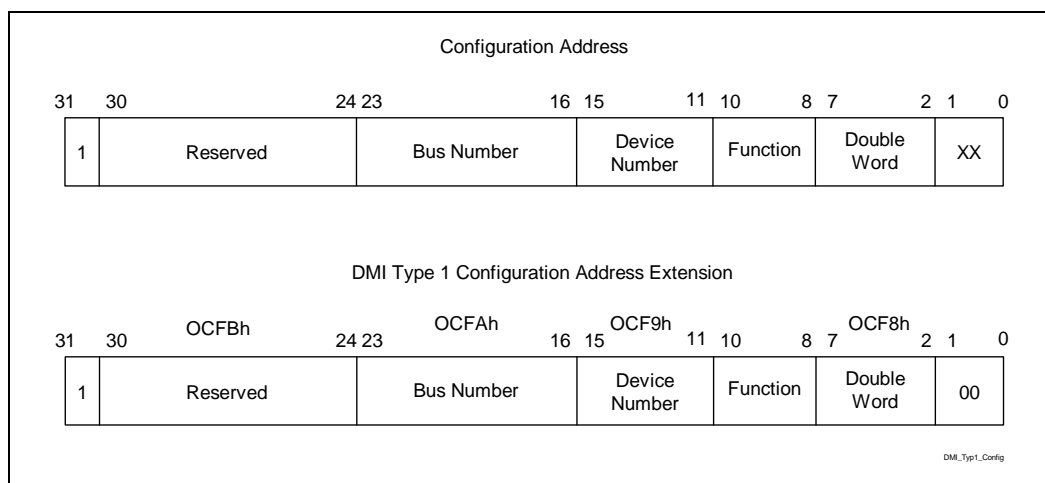 Configuration Address
31 30 24 23 16 15 11 10 8 7 2 1 0
1 Reserved Bus Number Device Number Function Double Word XX
DMI Type 1 Configuration Address Extension
OCFBh OCFAh OCF9h OCF8h
31 30 24 23 16 15 11 10 8 7 2 1 0
1 Reserved Bus Number Device Number Function Double Word 00
DMI_Typ1_Config